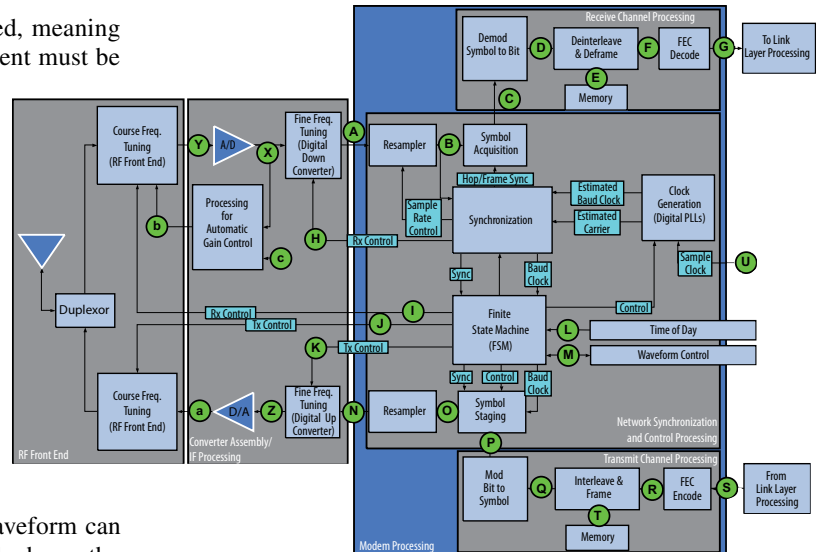 ed, meaning
ent must be
Receive Channel Processing
Demod
Symbol to Bit
D
Deinterleave
& Deframe
F
FEC
Decode
G
To Link
Layer Processing
E
Memory
C
Course Freq.
Tuning
(RF Front End)
Y
A/D
X
Fine Freq.
Tuning
(Digital
Down
Converter)
A
Resampler
B
Symbol
Acquisition
Hop/Frame Sync
Processing
for
Automatic
Gain Control
b
c
H
Rx Control
Sample
Rate
Control
Synchronization
Estimated
Baud Clock
Estimated
Carrier
Clock
Generation
(Digital PLLs)
Sample
Clock
U
Sync
Baud
Clock
Duplexor
Rx Control
I
Tx Control
J
K
Tx Control
Finite
State Machine
(FSM)
Control
L
Time of Day
M
Waveform Control
Sync
Control
Baud
Clock
Course Freq.
Tuning
(RF Front End)
a
D/A
Z
Fine Freq.
Tuning
(Digital Up
Converter)
N
Resampler
O
Symbol
Staging
Network Synchronization
and Control Processing
RF Front End
Converter Assembly/
IF Processing
P
Transmit Channel Processing
Mod
Bit to
Symbol
Q
Interleave &
Frame
R
FEC
Encode
S
From
Link Layer
Processing
T
Memory
Modem Processing
aveform can